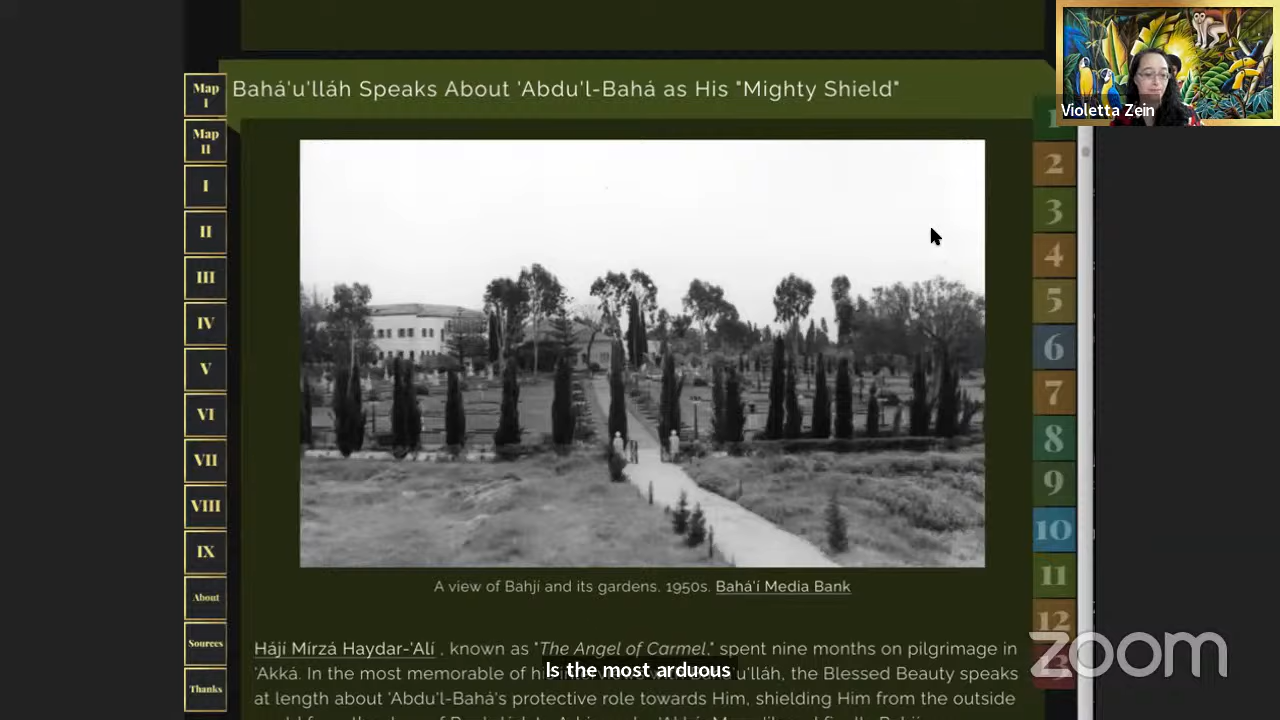 Bahá'u'lláh Speaks About 'Abdu'l-Bahá as His "Mighty Shield"
Violetta Zein
Map
I
Map
II
I
II
III
IV
V
VI
VII
VIII
IX
About
Sources
Thanks
1
2
3
4
5
6
7
8
9
10
11
12
A view of Bahjí and its gardens. 1950s. Bahá'í Media Bank
Hájí Mírzá Haydar-'Alí , known as "The Angel of Carmel," spent nine months on pilgrimage in
'Akká. In the most memorable of u'lláh, the Blessed Beauty speaks
Is the most arduous
at length about 'Abdu'l-Bahá's protective role towards Him, shielding Him from the outside
zoom